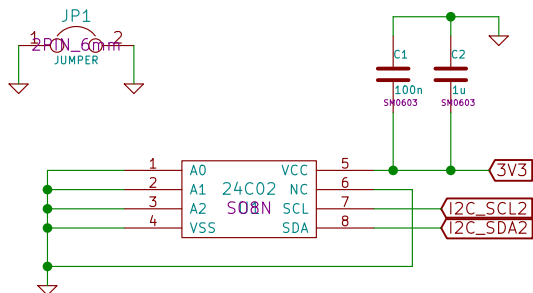 JP1
1 2PIN_6mm 2
JUMPER
C1 C2
100n 1u
SM0603 SM0603
1 A0 VCC 5 3V3
2 A1 24C02 NC 6
3 A2 SO8N SCL 7 I2C_SCL2
4 VSS SDA 8 I2C_SDA2